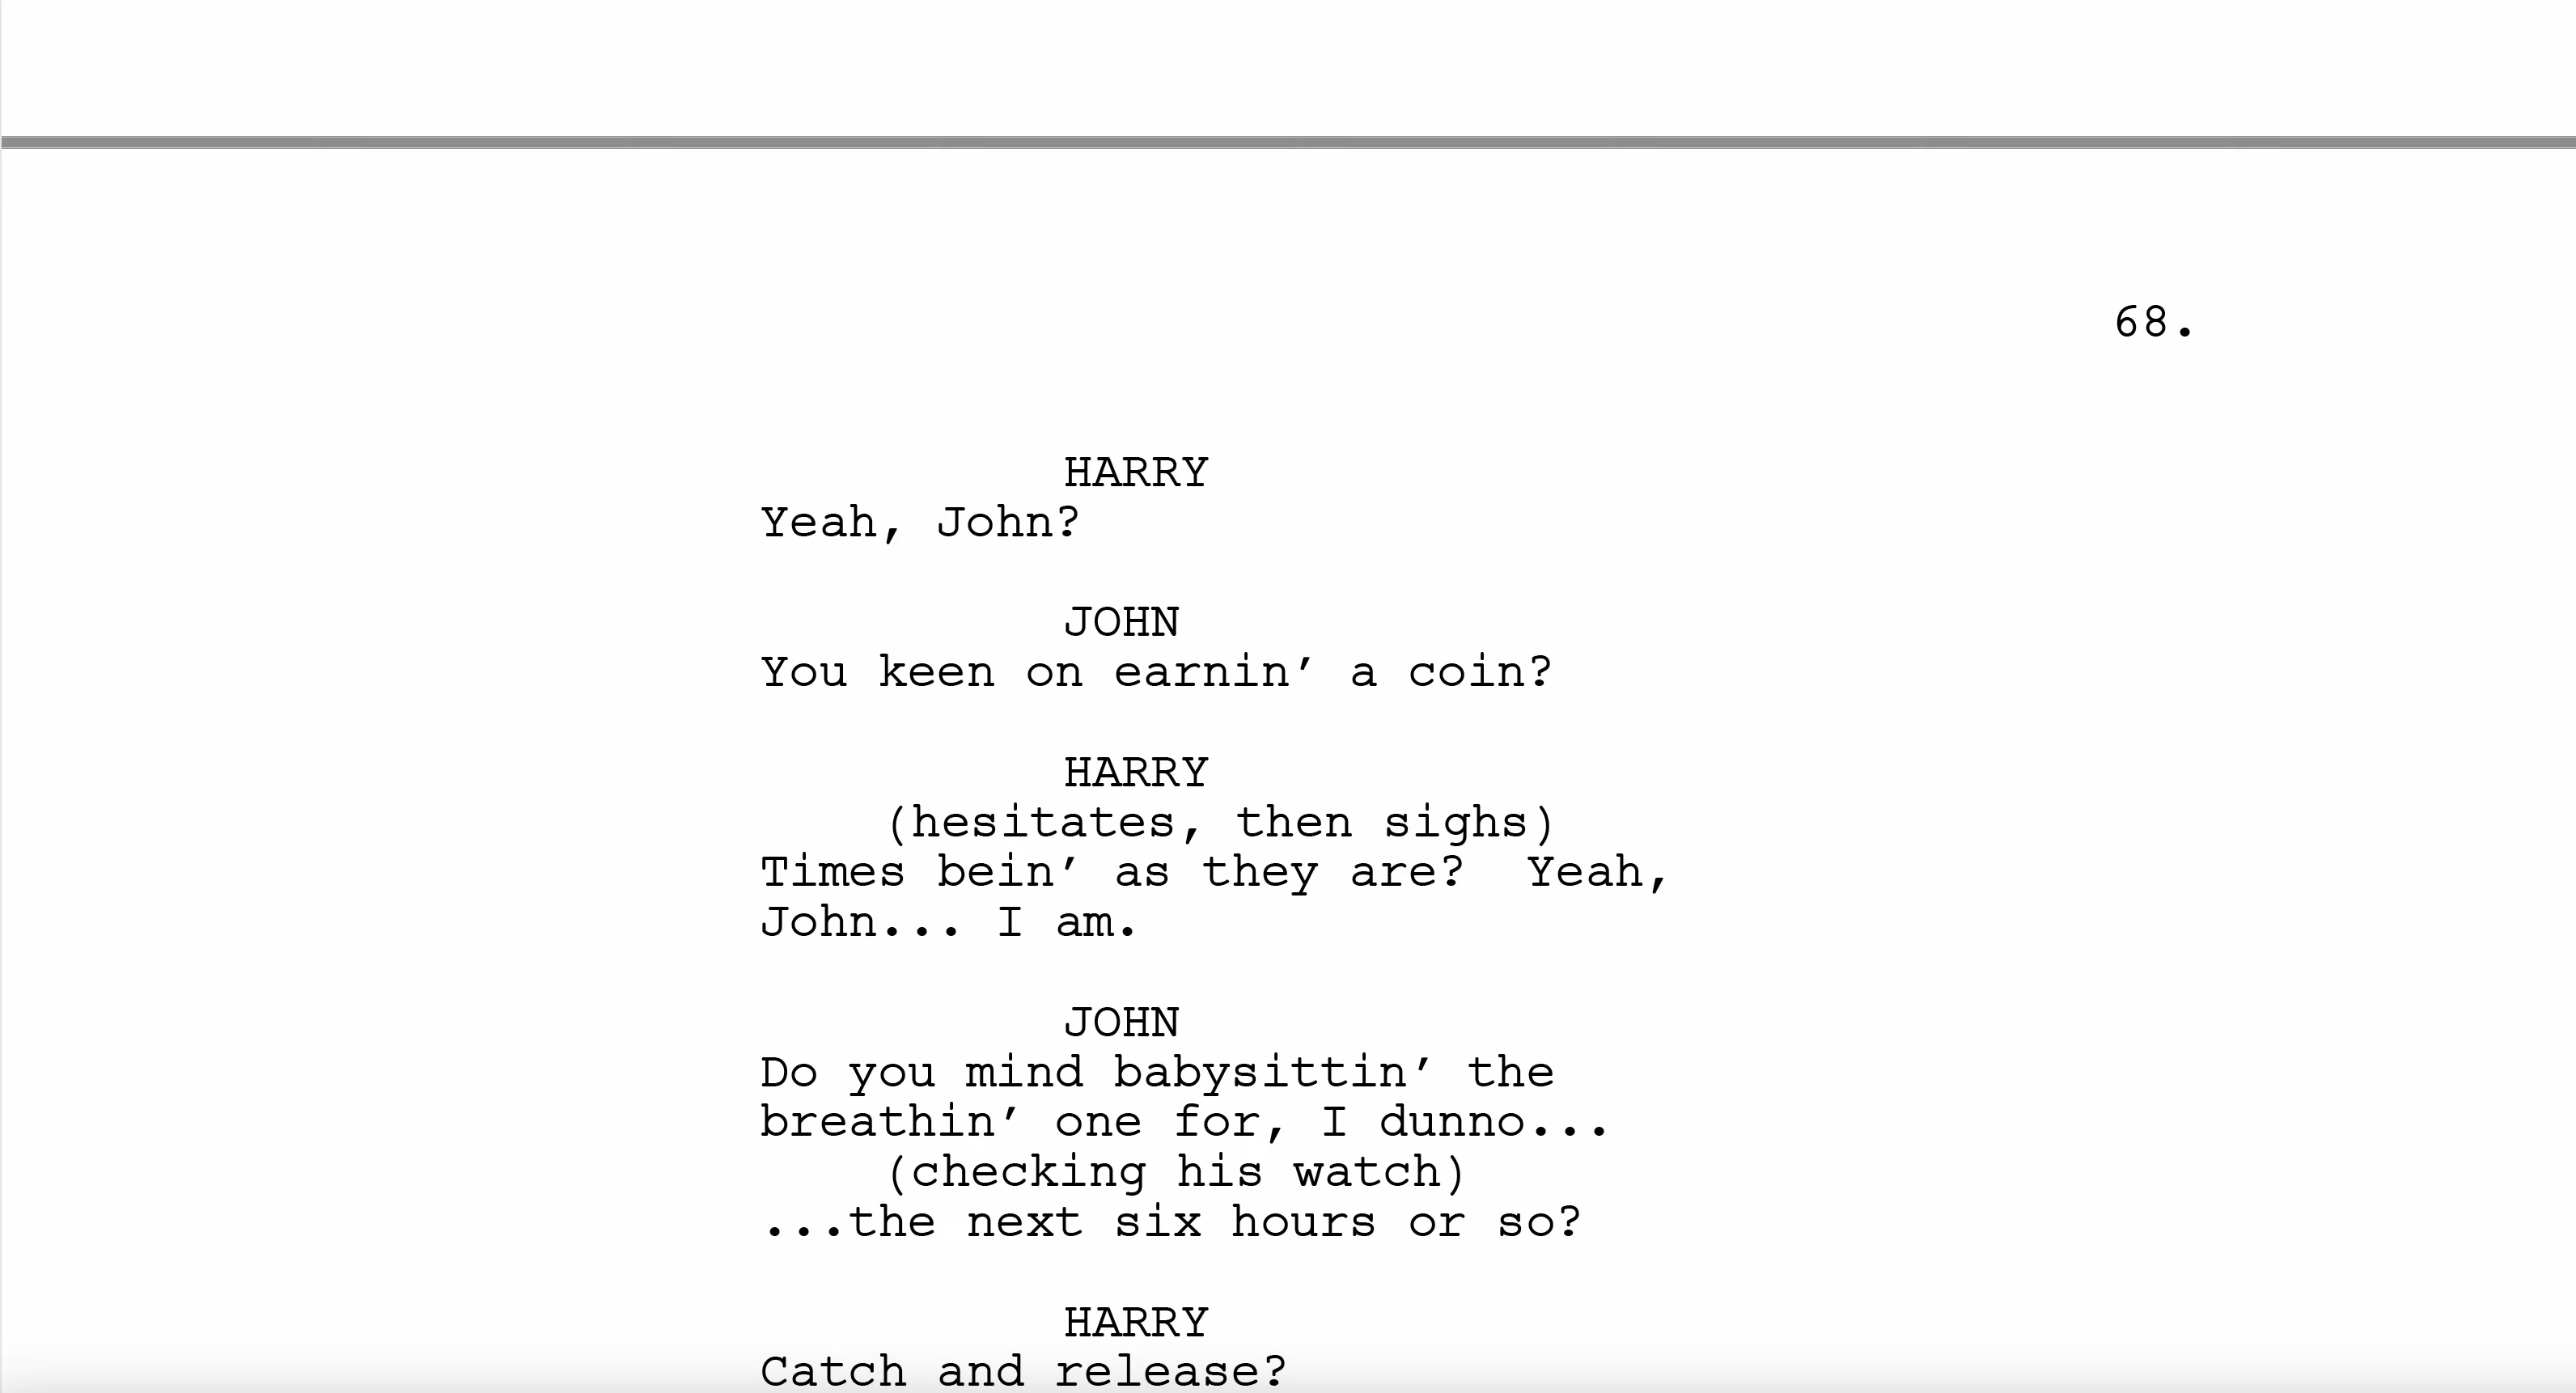 68.
HARRY
Yeah, John?
JOHN
You keen on earnin’ a coin?
HARRY
(hesitates, then sighs)
Times bein’ as they are?  Yeah,
John... I am.
JOHN
Do you mind babysittin’ the
breathin’ one for, I dunno...
(checking his watch)
...the next six hours or so?
HARRY
Catch and release?